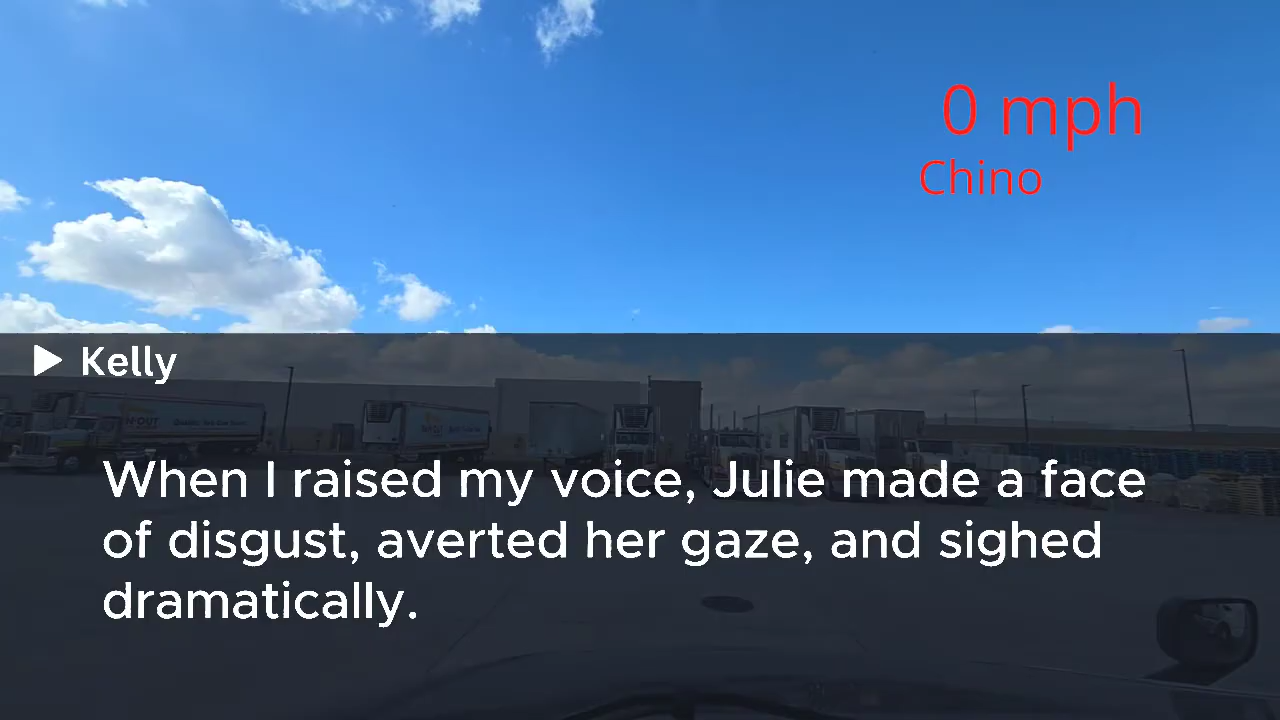 0 mph
Chino
Kelly
When I raised my voice, Julie made a face
of disgust, averted her gaze, and sighed
dramatically.